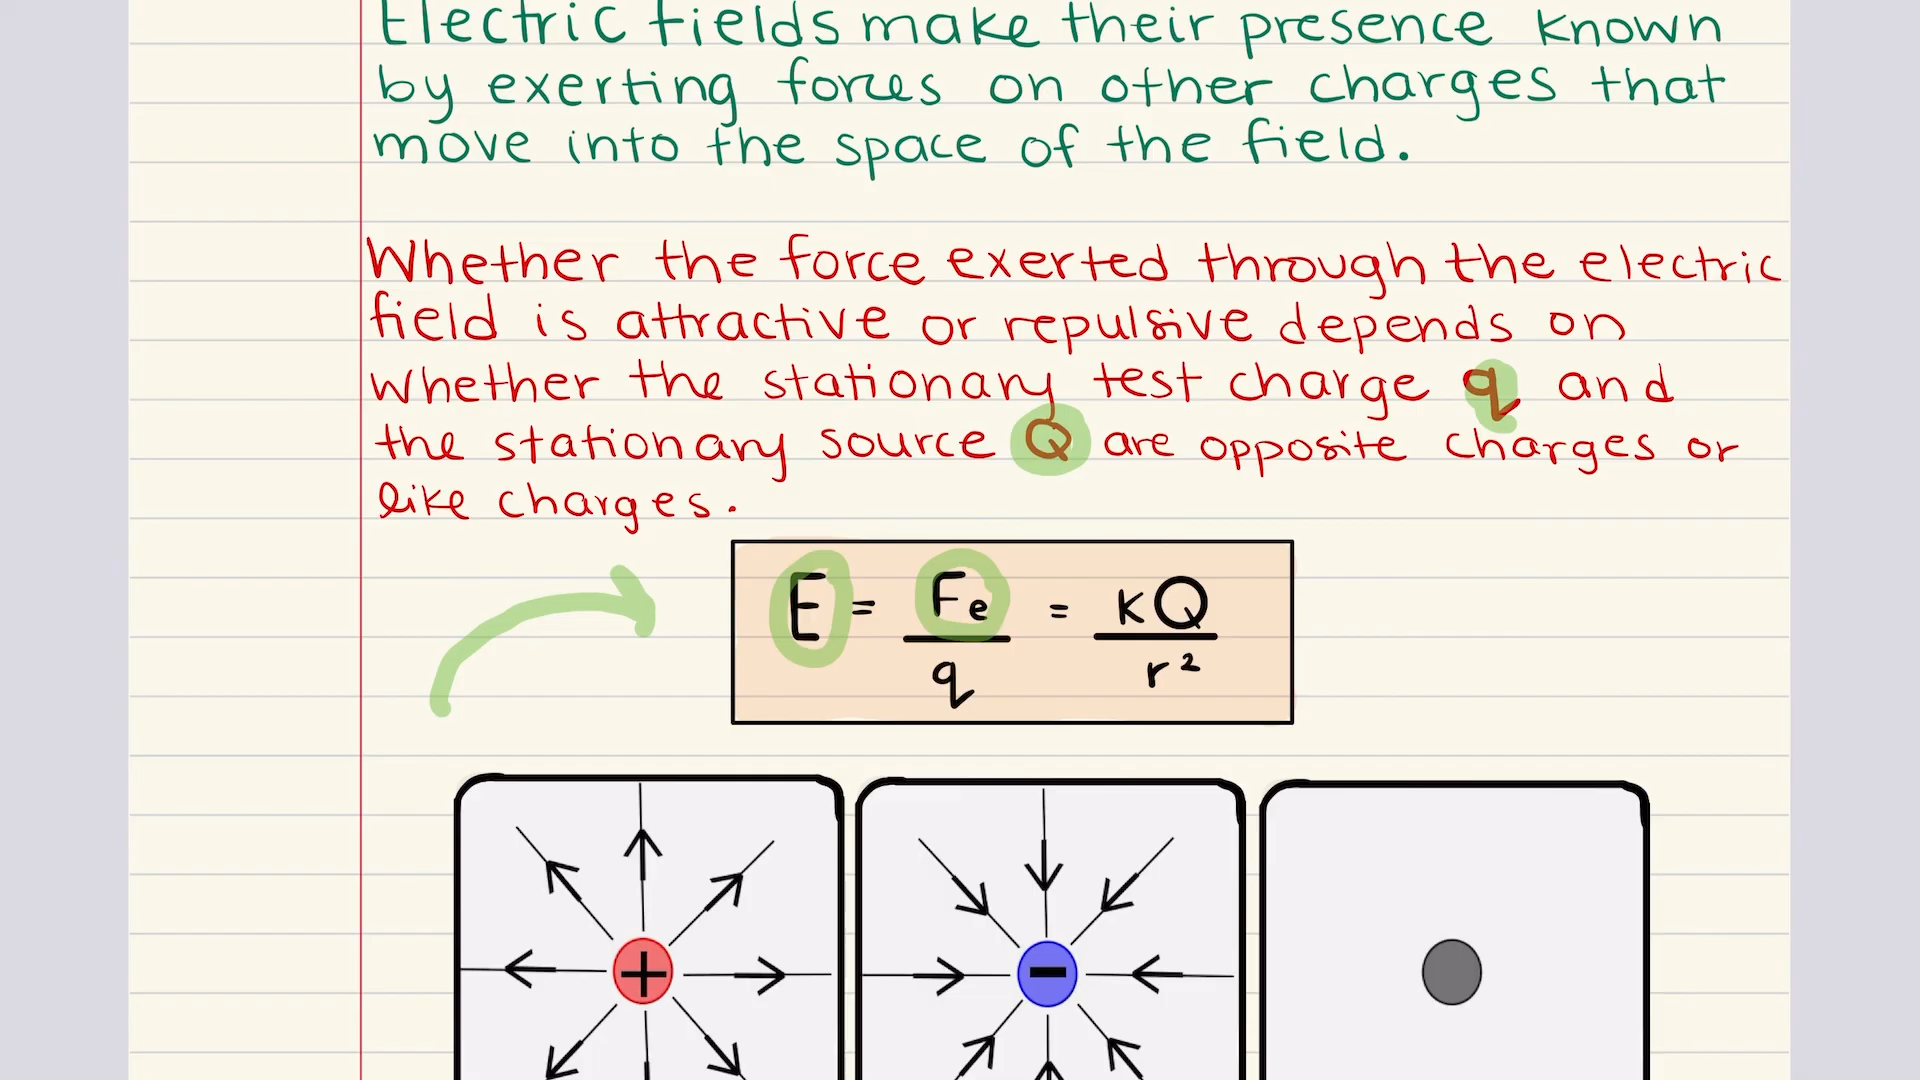 Electric fields make their presence known
by exerting forces on other charges that
move into the space of the field.
Whether the force exerted through the electric
field is attractive or repulsive depends on
whether the stationary test charge q and
the stationary source Q are opposite charges or
like charges.
E = Fe/q = kQ/r²
+
-